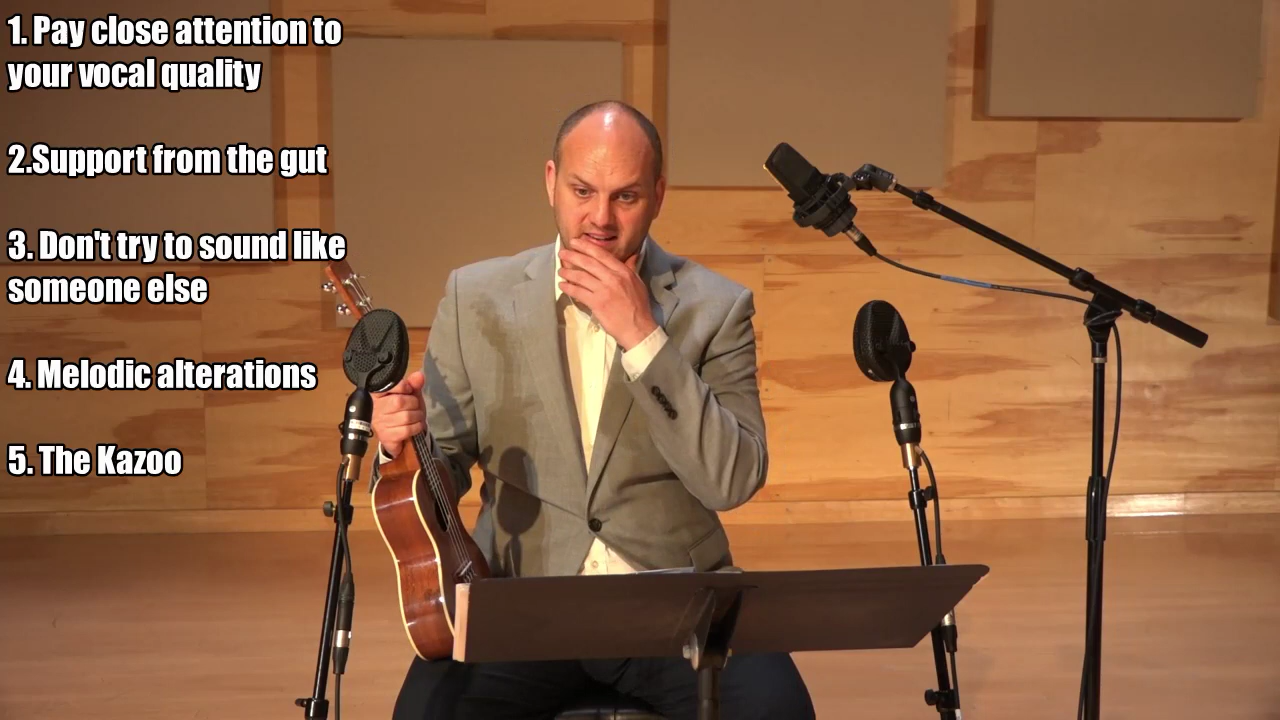 1. Pay close attention to
your vocal quality
2.Support from the gut
3. Don't try to sound like
someone else
4. Melodic alterations
5. The Kazoo